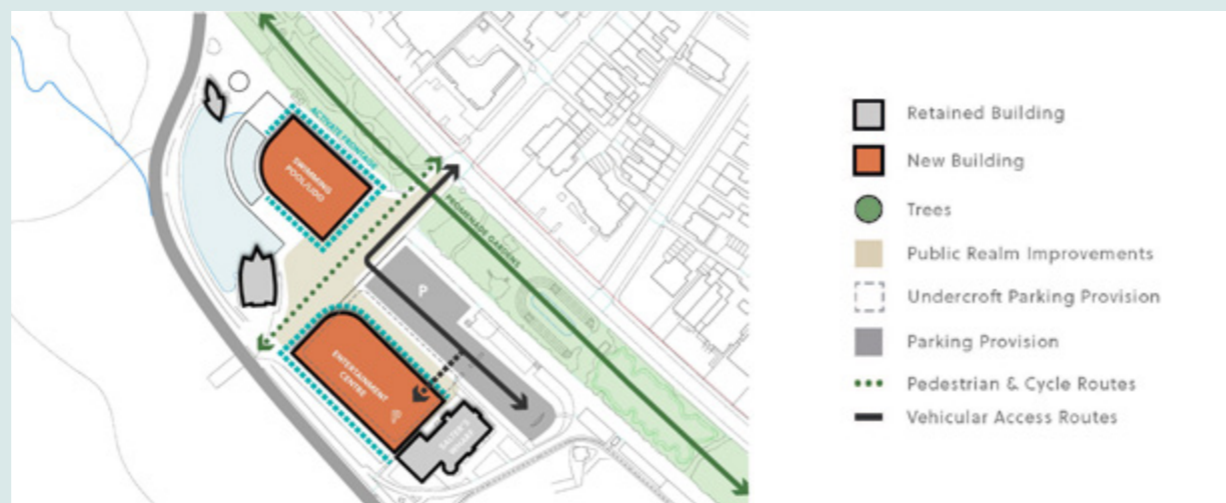 ACTIVATE FRONTAGE
SWIMMING
POOL/LIDO
PROMENADE GARDENS
P
ENTERTAINMENT
CENTRE
P
Retained Building
New Building
Trees
Public Realm Improvements
Undercroft Parking Provision
Parking Provision
Pedestrian & Cycle Routes
Vehicular Access Routes